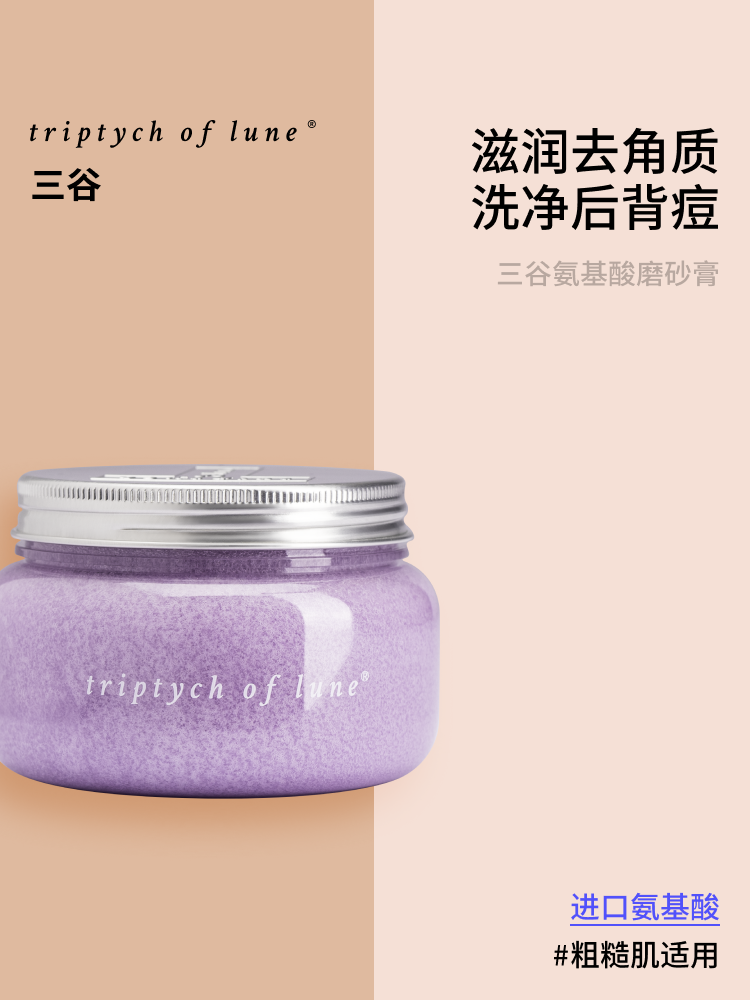 triptych of lune®
三谷
滋润去角质
洗净后背痘
三谷氨基酸磨砂膏
triptych of lune®
进口氨基酸
#粗糙肌适用